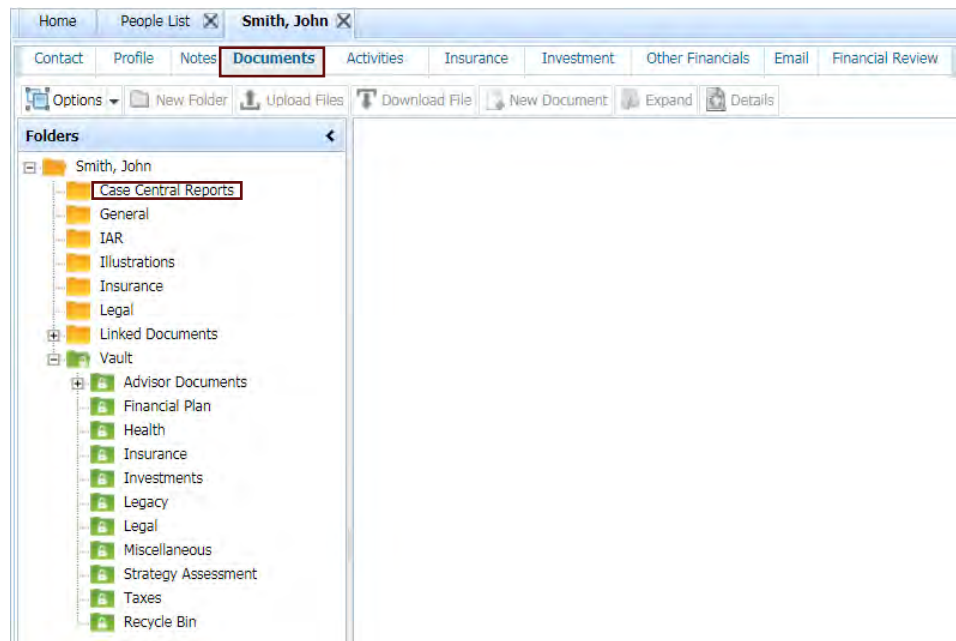 Home People List Smith, John
Contact Profile Notes Documents Activities Insurance Investment Other Financials Email Financial Review
Options New Folder Upload Files Download File New Document Expand Details
Folders
Smith, John
Case Central Reports
General
IAR
Illustrations
Insurance
Legal
Linked Documents
Vault
Advisor Documents
Financial Plan
Health
Insurance
Investments
Legacy
Legal
Miscellaneous
Strategy Assessment
Taxes
Recycle Bin